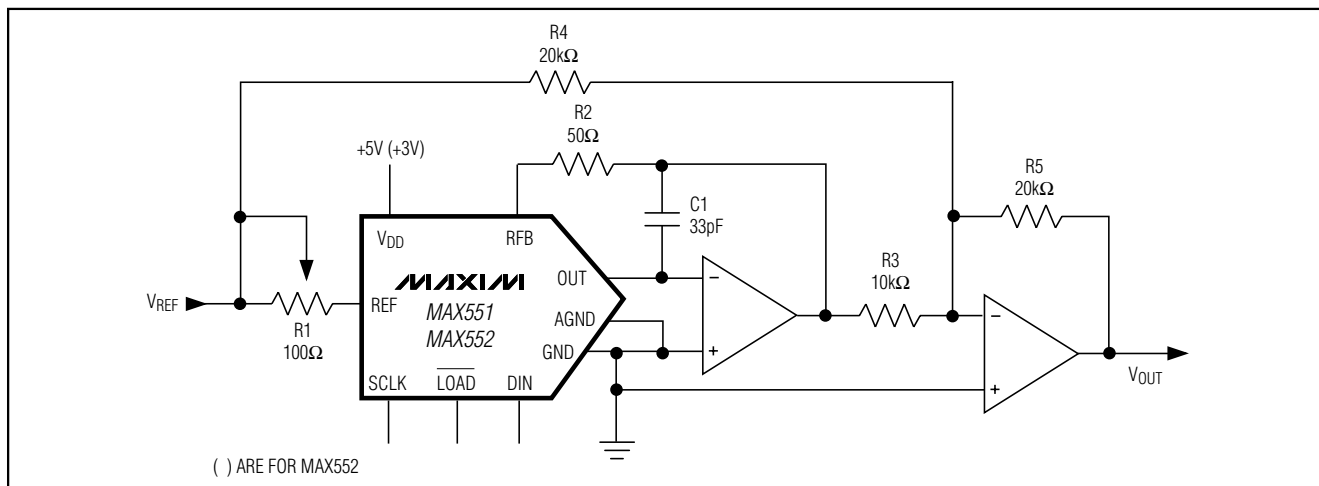 R4
20kΩ
R2
50Ω
+5V (+3V)
R5
20kΩ
C1
33pF
VDD
RFB
R3
10kΩ
MAXIM
OUT
−
VREF
REF
MAX551
AGND
−
R1
100Ω
MAX552
GND
+
VOUT
SCLK
LOAD
DIN
+
( ) ARE FOR MAX552